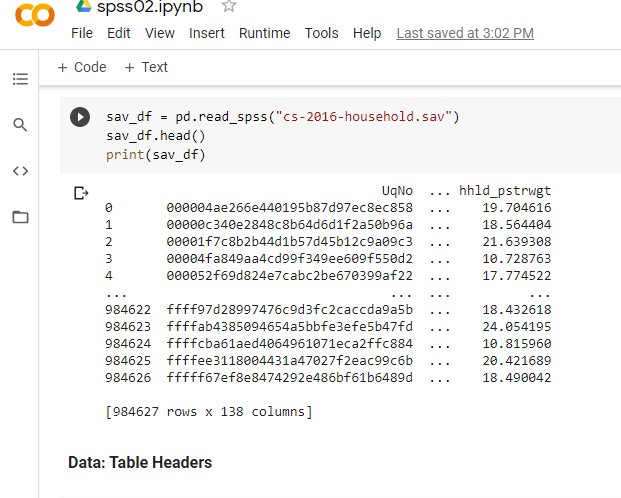 spss02.ipynb
File Edit View Insert Runtime Tools Help Last saved at 3:02 PM
+ Code + Text
sav_df = pd.read_spss("cs-2016-household.sav")
sav_df.head()
print(sav_df)
UqNo ... hhld_pstrwgt
0 000004ae266e440195b87d97ec8ec858 ... 19.704616
1 00000c340e2848c8b64d6d1f2a50b96a ... 18.564404
2 00001f7c8b2b44d1b57d45b12c9a09c3 ... 21.639308
3 00004fa849aa4cd99f349ee609f550d2 ... 10.728763
4 000052f69d824e7cabc2be670399af22 ... 17.774522
... ... ... ...
984622 ffff97d28997476c9d3fc2caccda9a5b ... 18.432618
984623 ffffab4385094654a5bbfe3efe5b47fd ... 24.054195
984624 ffffcba61aed4064961071eca2ffc884 ... 10.815960
984625 ffffee3118004431a47027f2eac99c6b ... 20.421689
984626 fffff67ef8e8474292e486bf61b6489d ... 18.490042
[984627 rows x 138 columns]
Data: Table Headers